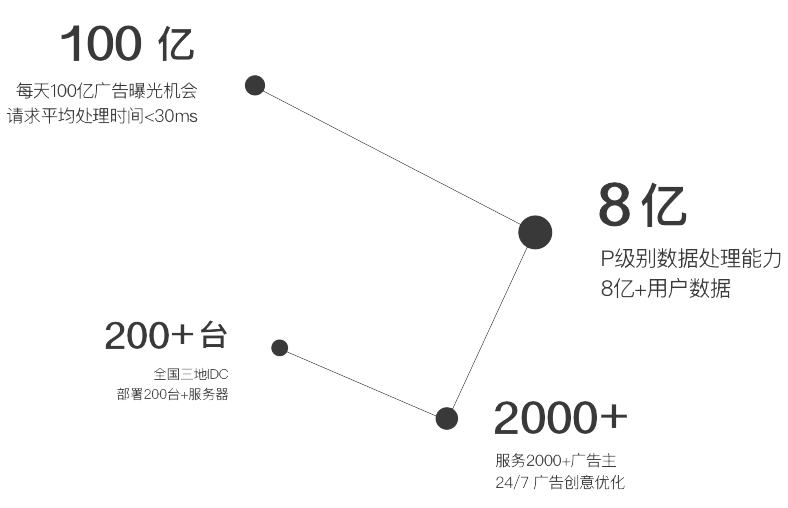 100 亿
每天100亿广告曝光机会
请求平均处理时间<30ms
8 亿
P级别数据处理能力
8亿+用户数据
200+台
全国三地IDC
部署200台+服务器
2000+
服务2000+广告主
24/7 广告创意优化